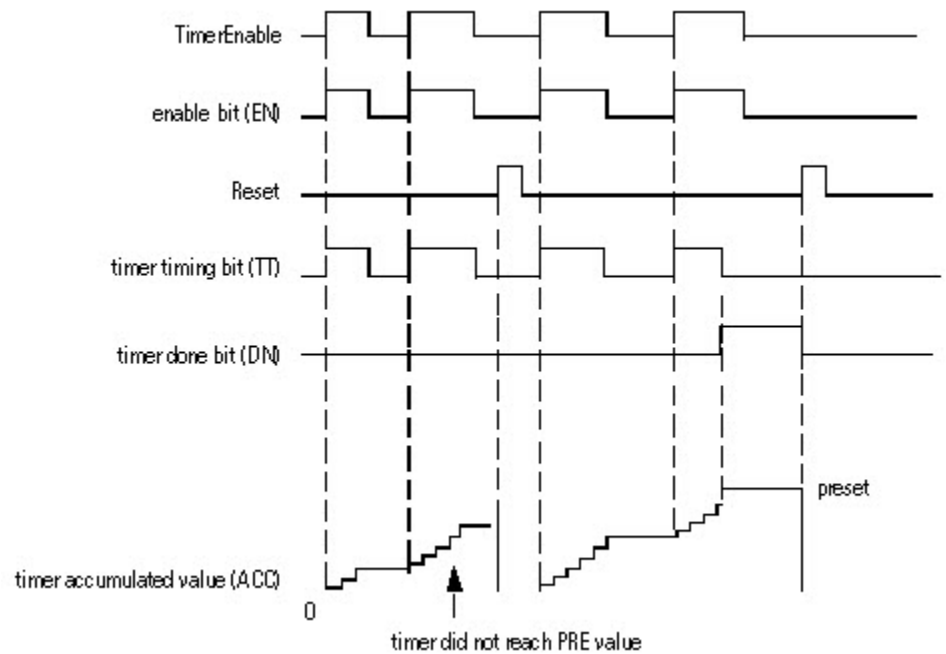 TimerEnable
enable bit (EN)
Reset
timer timing bit (TT)
timer done bit (DN)
preset
timer accumulated value (ACC)
0
timer did not reach PRE value